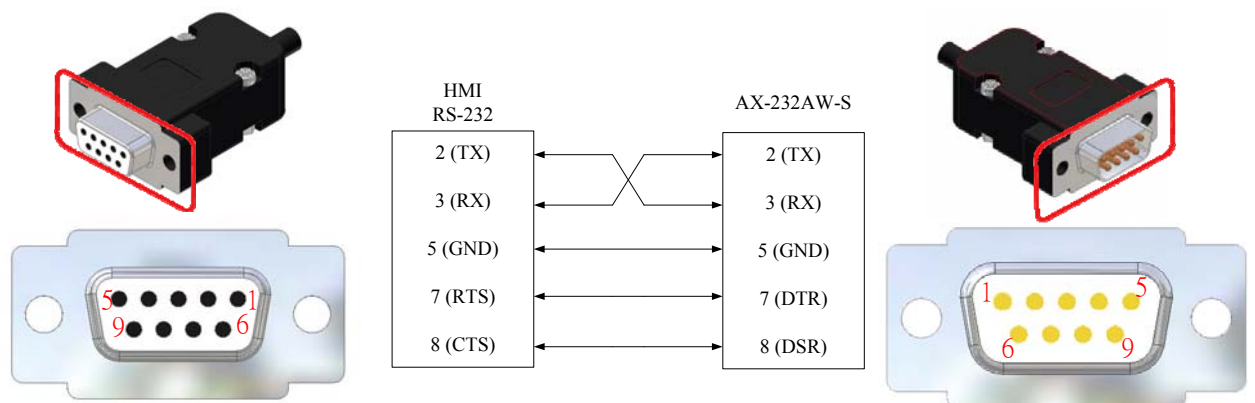 HMI
RS-232
AX-232AW-S
2 (TX)
2 (TX)
3 (RX)
3 (RX)
5 (GND)
5 (GND)
7 (RTS)
7 (DTR)
8 (CTS)
8 (DSR)
5
1
9
6
1
5
6
9